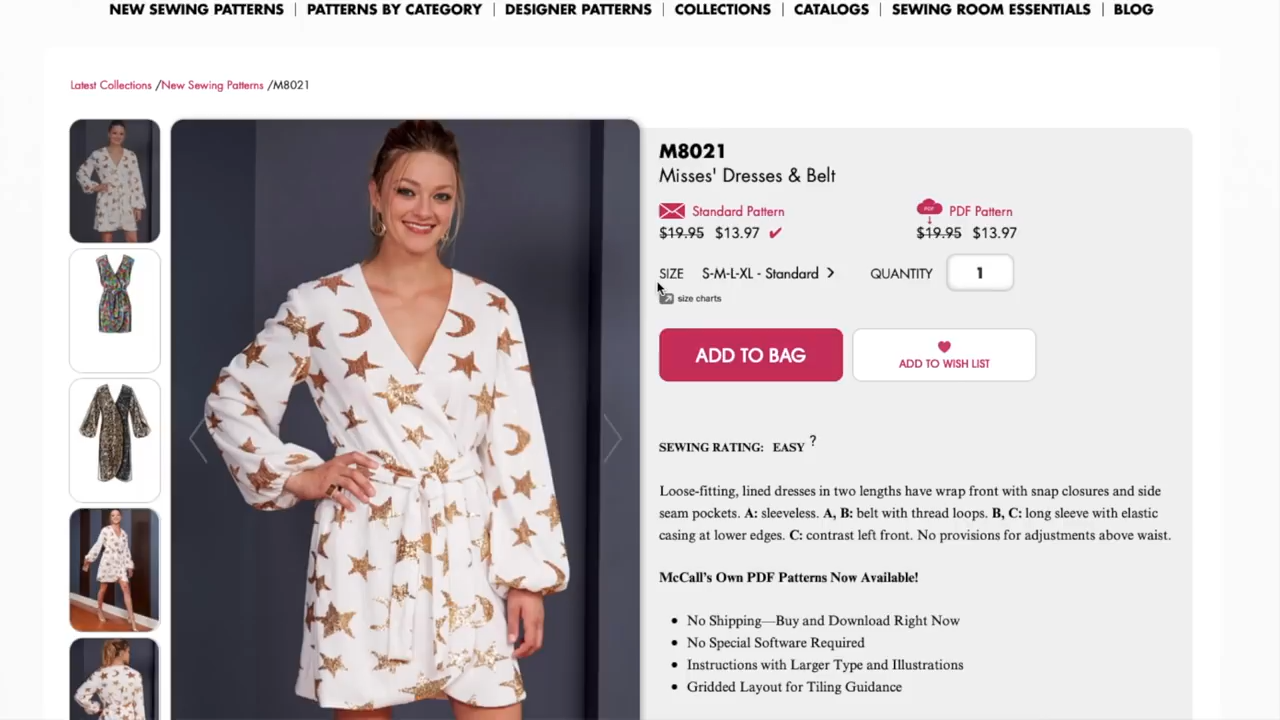 NEW SEWING PATTERNS | PATTERNS BY CATEGORY | DESIGNER PATTERNS | COLLECTIONS | CATALOGS | SEWING ROOM ESSENTIALS | BLOG
Latest Collections /New Sewing Patterns /M8021
M8021
Misses' Dresses & Belt
Standard Pattern
PDF PDF Pattern
$19.95 $13.97 ✓
$19.95 $13.97
SIZE S-M-L-XL - Standard > QUANTITY 1
size charts
ADD TO BAG
ADD TO WISH LIST
SEWING RATING: EASY ?
Loose-fitting, lined dresses in two lengths have wrap front with snap closures and side
seam pockets. A: sleeveless. A, B: belt with thread loops. B, C: long sleeve with elastic
casing at lower edges. C: contrast left front. No provisions for adjustments above waist.
McCall's Own PDF Patterns Now Available!
• No Shipping—Buy and Download Right Now
• No Special Software Required
• Instructions with Larger Type and Illustrations
• Gridded Layout for Tiling Guidance